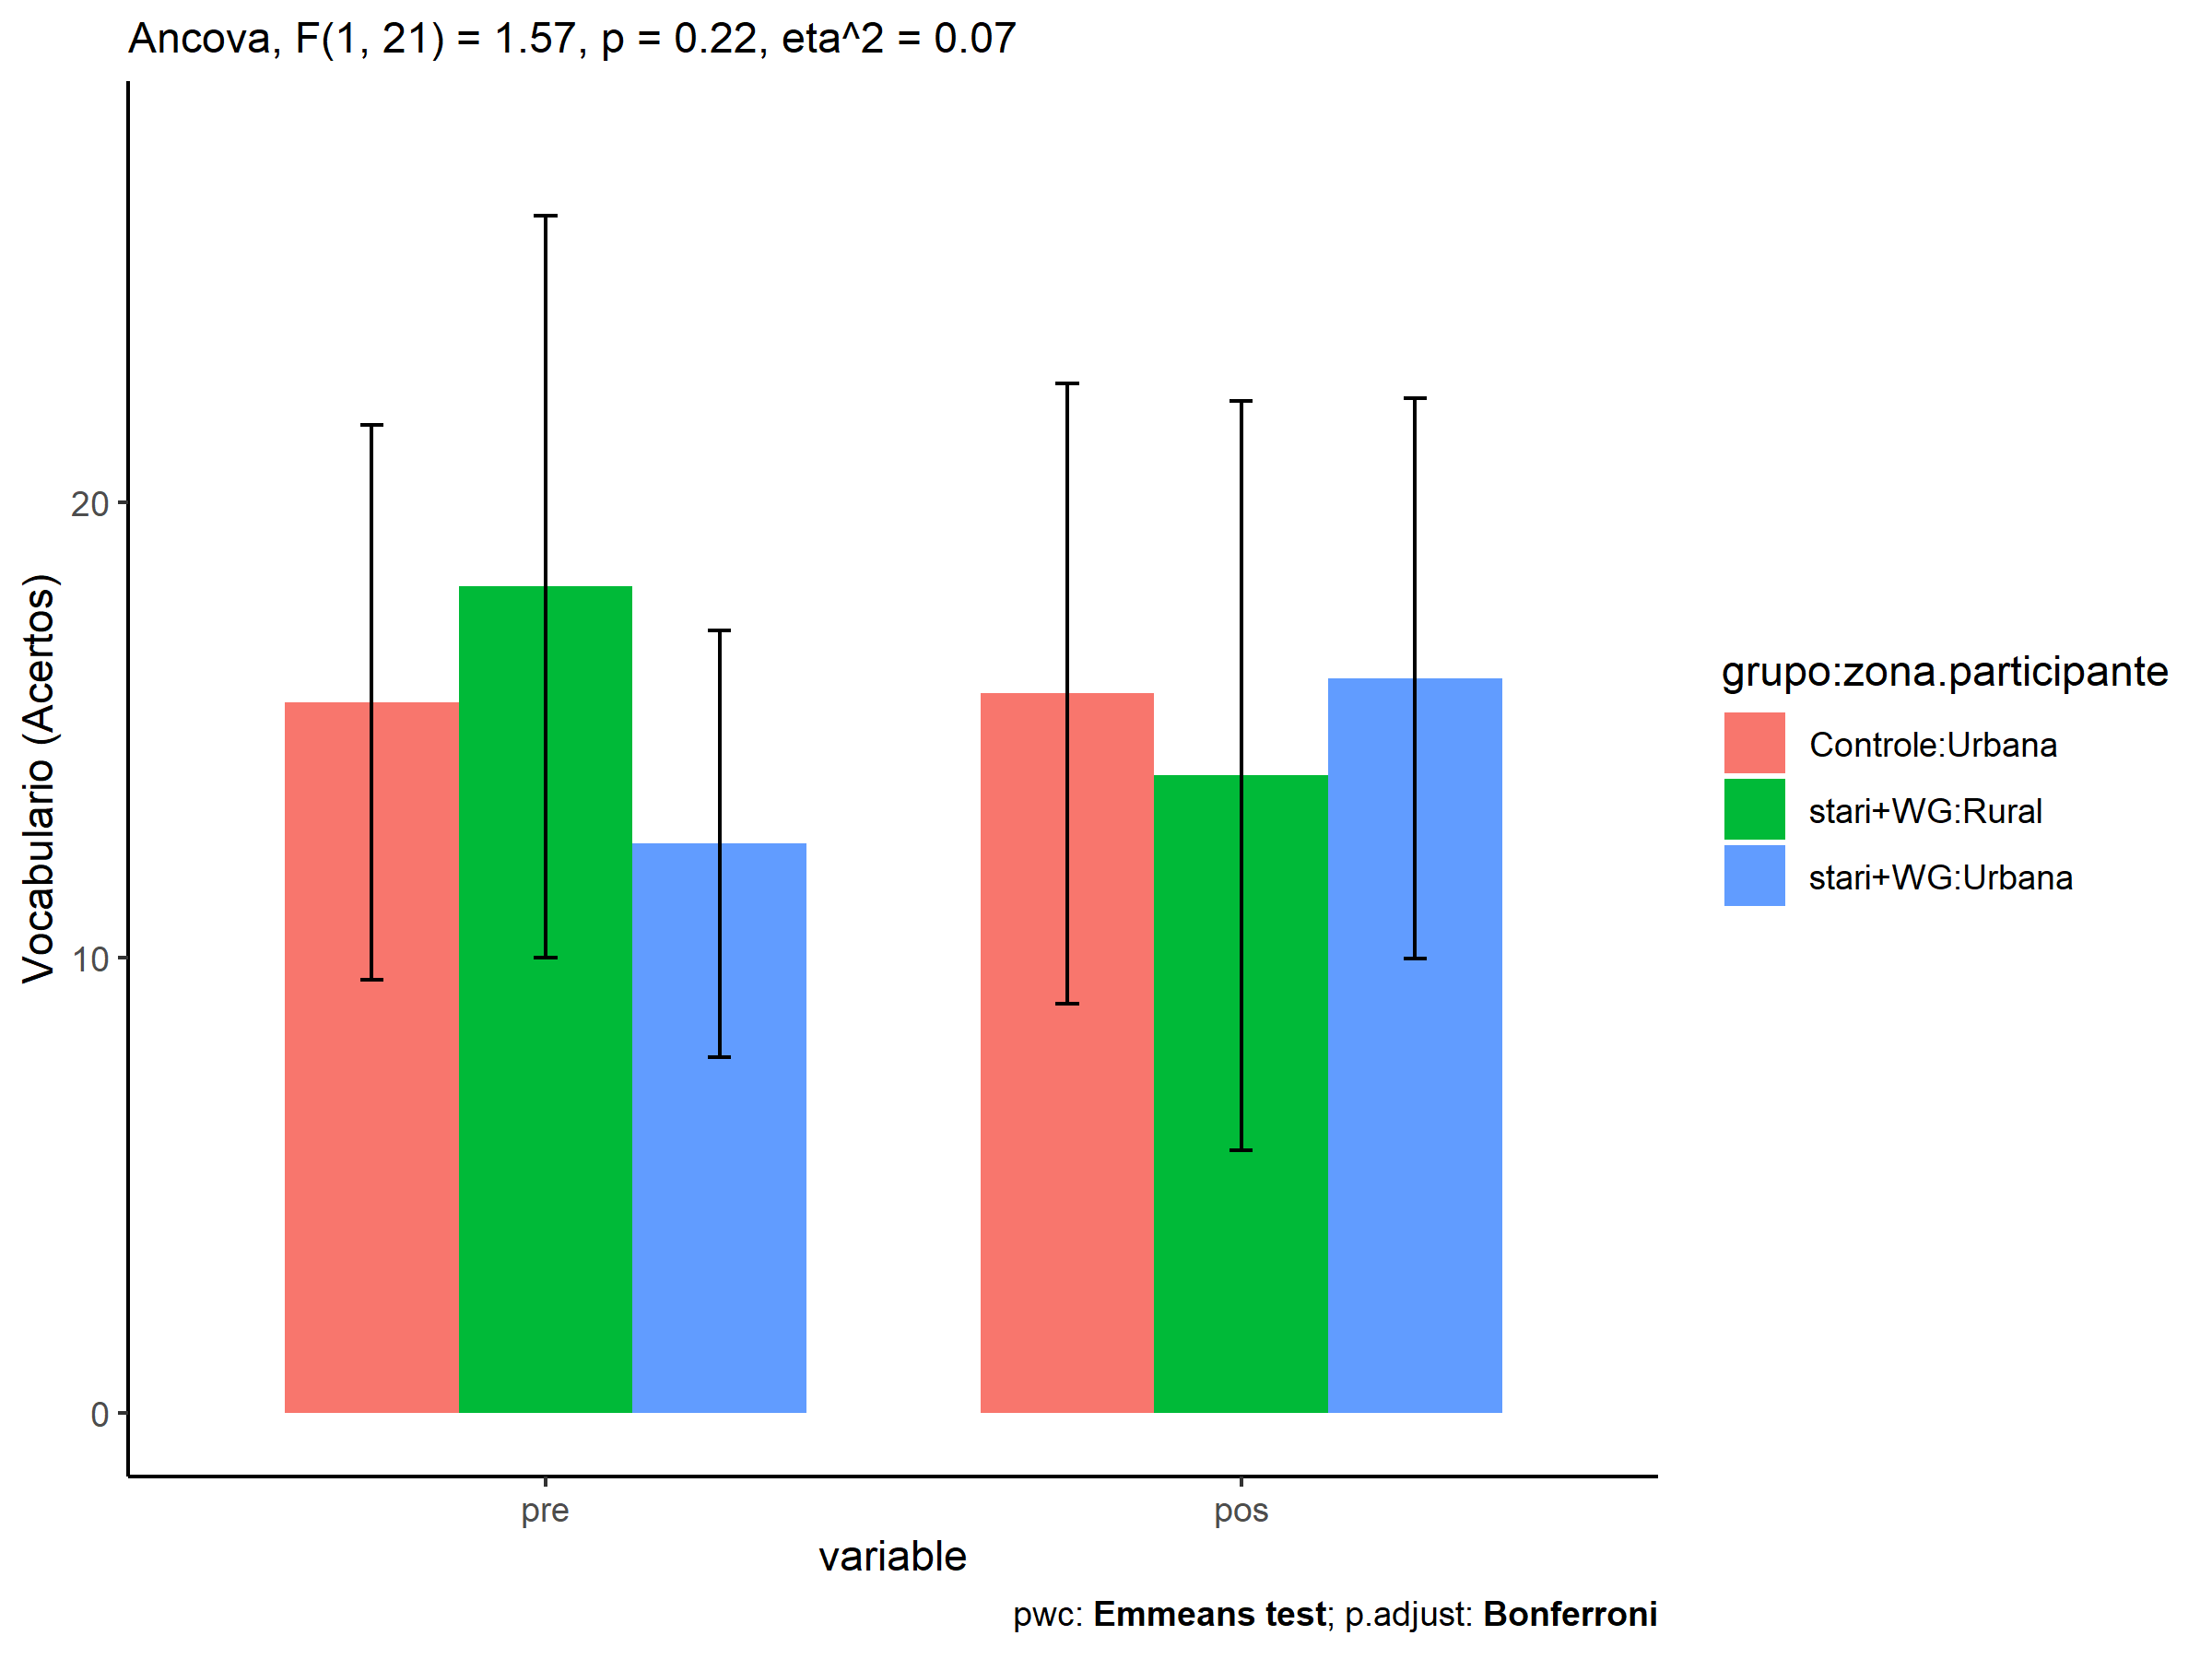 Ancova, F(1, 21) = 1.57, p = 0.22, eta^2 = 0.07
Vocabulario (Acertos)
20
10
0
pre
pos
variable
grupo:zona.participante
Controle:Urbana
stari+WG:Rural
stari+WG:Urbana
pwc: Emmeans test; p.adjust: Bonferroni